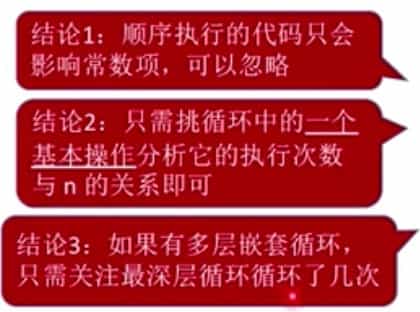 结论1：顺序执行的代码只会
影响常数项，可以忽略
结论2：只需挑循环中的一个
基本操作分析它的执行次数
与 n 的关系即可
结论3：如果有多层嵌套循环，
只需关注最深层循环循环了几次